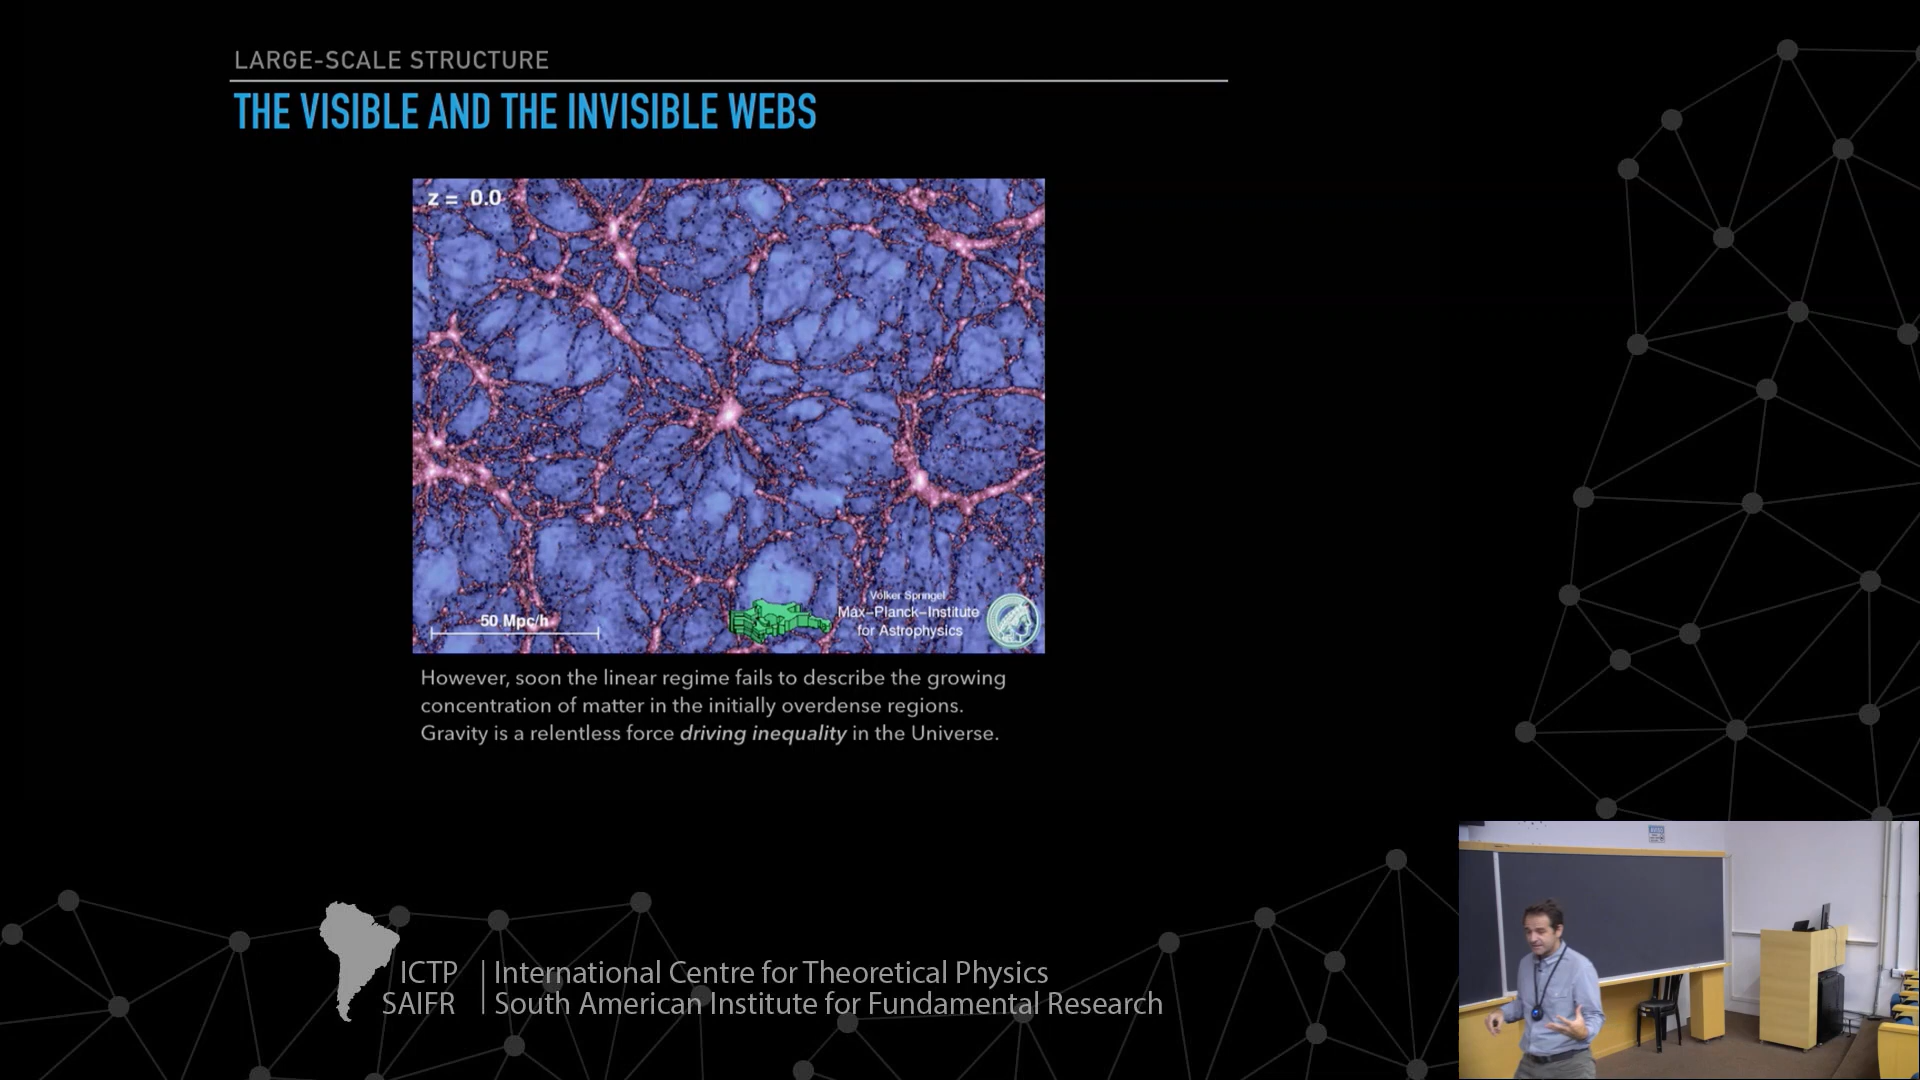 LARGE-SCALE STRUCTURE
THE VISIBLE AND THE INVISIBLE WEBS
z = 0.0
50 Mpc/h
Volker Springel
Max-Planck-Institute
for Astrophysics
However, soon the linear regime fails to describe the growing
concentration of matter in the initially overdense regions.
Gravity is a relentless force driving inequality in the Universe.
ICTP
SAIFR
International Centre for Theoretical Physics
South American Institute for Fundamental Research